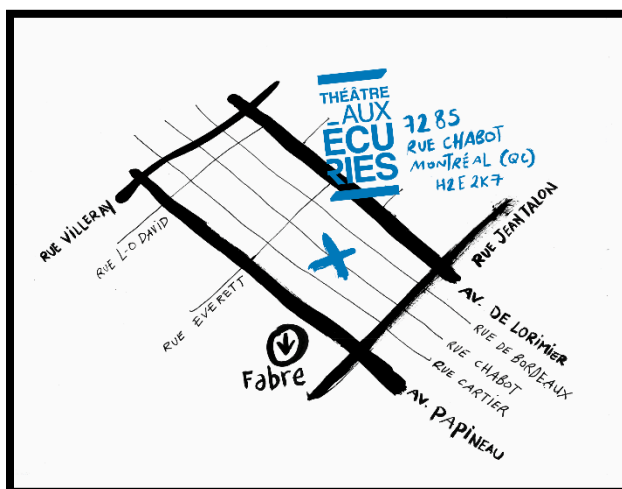 THÉÂTRE
AUX
ÉCU
RIES
7285
RUE CHABOT
MONTRÉAL (QC)
H2E 2K7
RUE VILLERAY
RUE L-O DAVID
RUE EVERETT
Fabre
RUE JEAN TALON
AV. DE LORIMIER
RUE DE BORDEAUX
RUE CHABOT
RUE CARTIER
AV. PAPINEAU